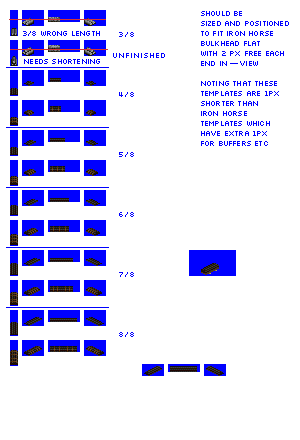 SHOULD BE
SIZED AND POSITIONED
TO FIT IRON HORSE
BULKHEAD FLAT
WITH 2 PX FREE EACH
END IN -- VIEW
NOTING THAT THESE
TEMPLATES ARE 1PX
SHORTER THAN
IRON HORSE
TEMPLATES WHICH
HAVE EXTRA 1PX
FOR BUFFERS ETC
3/8 WRONG LENGTH
3/8
UNFINISHED
NEEDS SHORTENING
4/8
5/8
6/8
7/8
8/8